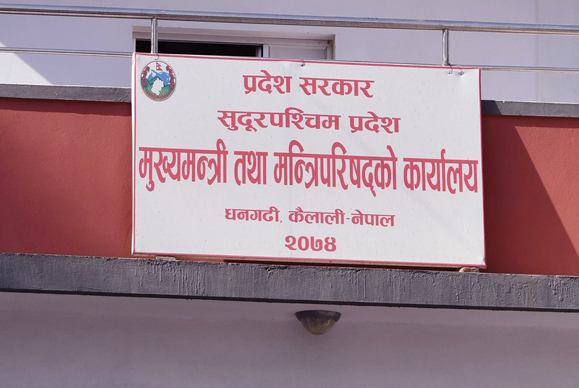 प्रदेश सरकार
सुदूरपश्चिम प्रदेश
मुख्यमन्त्री तथा मन्त्रिपरिषद्को कार्यालय
धनगढी, कैलाली-नेपाल
२०७४